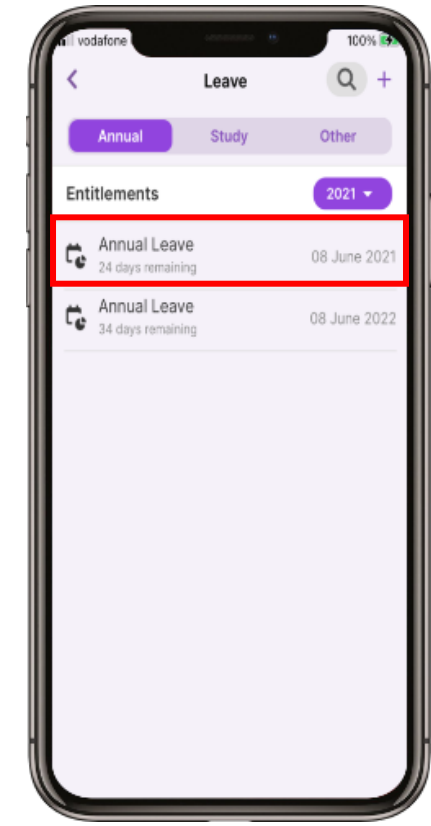 vodafone 100%
Leave
Annual Study Other
Entitlements 2021
Annual Leave
24 days remaining 08 June 2021
Annual Leave
34 days remaining 08 June 2022